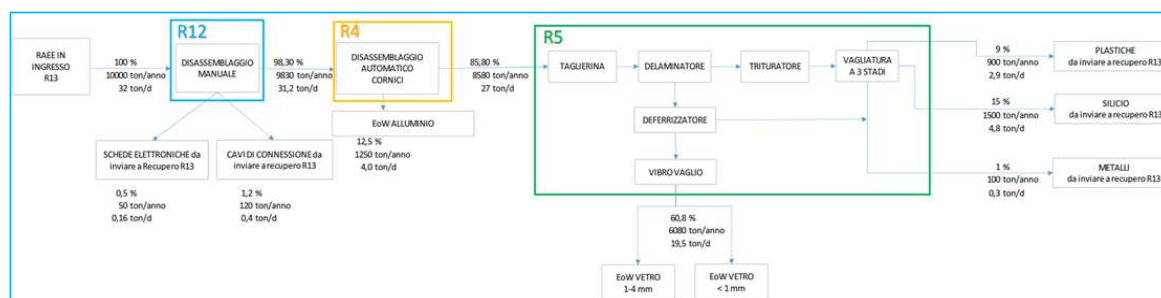 R12
R4
R5
RAEE IN
INGRESSO
R13
100 %
10000 ton/anno
32 ton/d
DISASSEMBLAGGIO
MANUALE
98,30 %
9830 ton/anno
31,2 ton/d
DISASSEMBLAGGIO
AUTOMATICO
CORNICI
85,80 %
8580 ton/anno
27 ton/d
TAGLIERINA
DELAMINATORE
TRITURATORE
VAGLIATURA
A 3 STADI
9 %
900 ton/anno
2,9 ton/d
PLASTICHE
da inviare a recupero R13
EoW ALLUMINIO
12,5 %
1250 ton/anno
4,0 ton/d
DEFERRIZZATORE
15 %
1500 ton/anno
4,8 ton/d
SILICIO
da inviare a recupero R13
SCHEDE ELETTRONICHE da
inviare a Recupero R13
0,5 %
50 ton/anno
0,16 ton/d
CAVI DI CONNESSIONE da
inviare a recupero R13
1,2 %
120 ton/anno
0,4 ton/d
VIBRO VAGLIO
1 %
100 ton/anno
0,3 ton/d
METALLI
da inviare a recupero R13
60,8 %
6080 ton/anno
19,5 ton/d
EoW VETRO
1-4 mm
EoW VETRO
< 1 mm